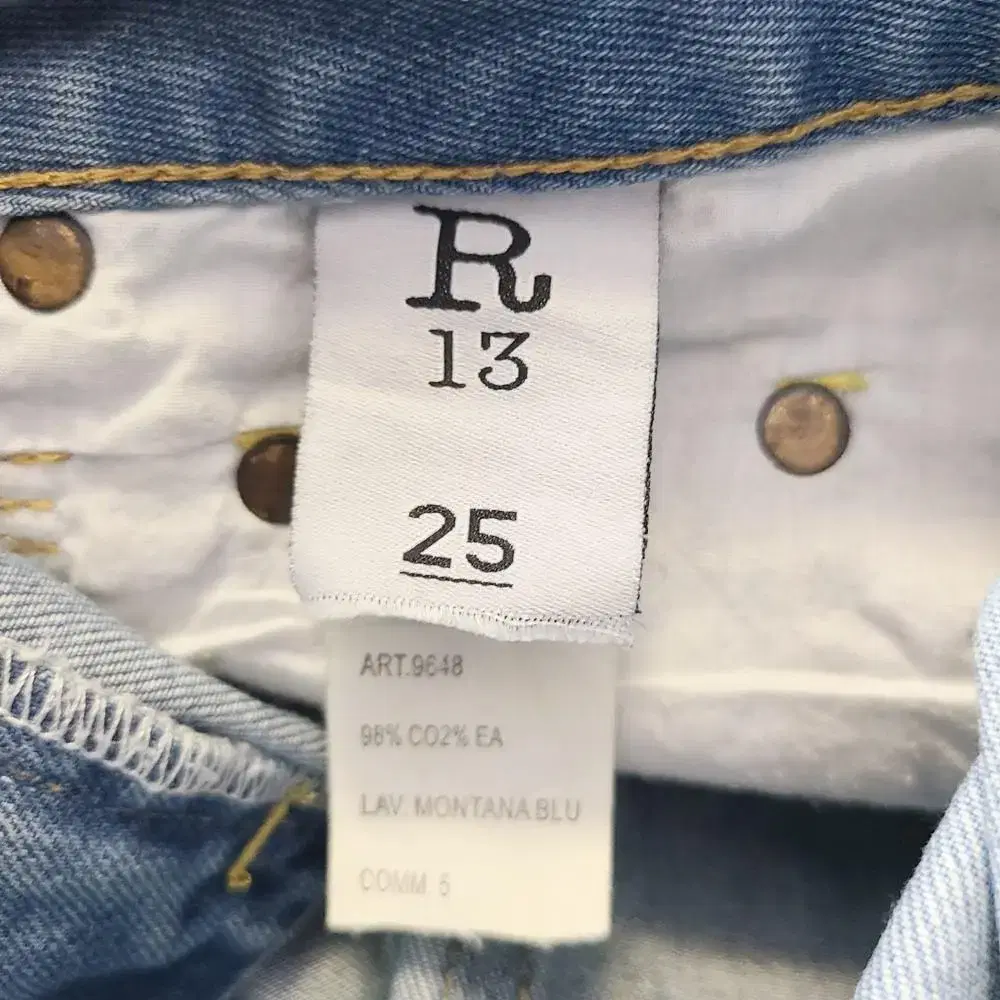 R
13
25
ART.9648
98% CO2% EA
LAV. MONTANA BLU
COMM. 5